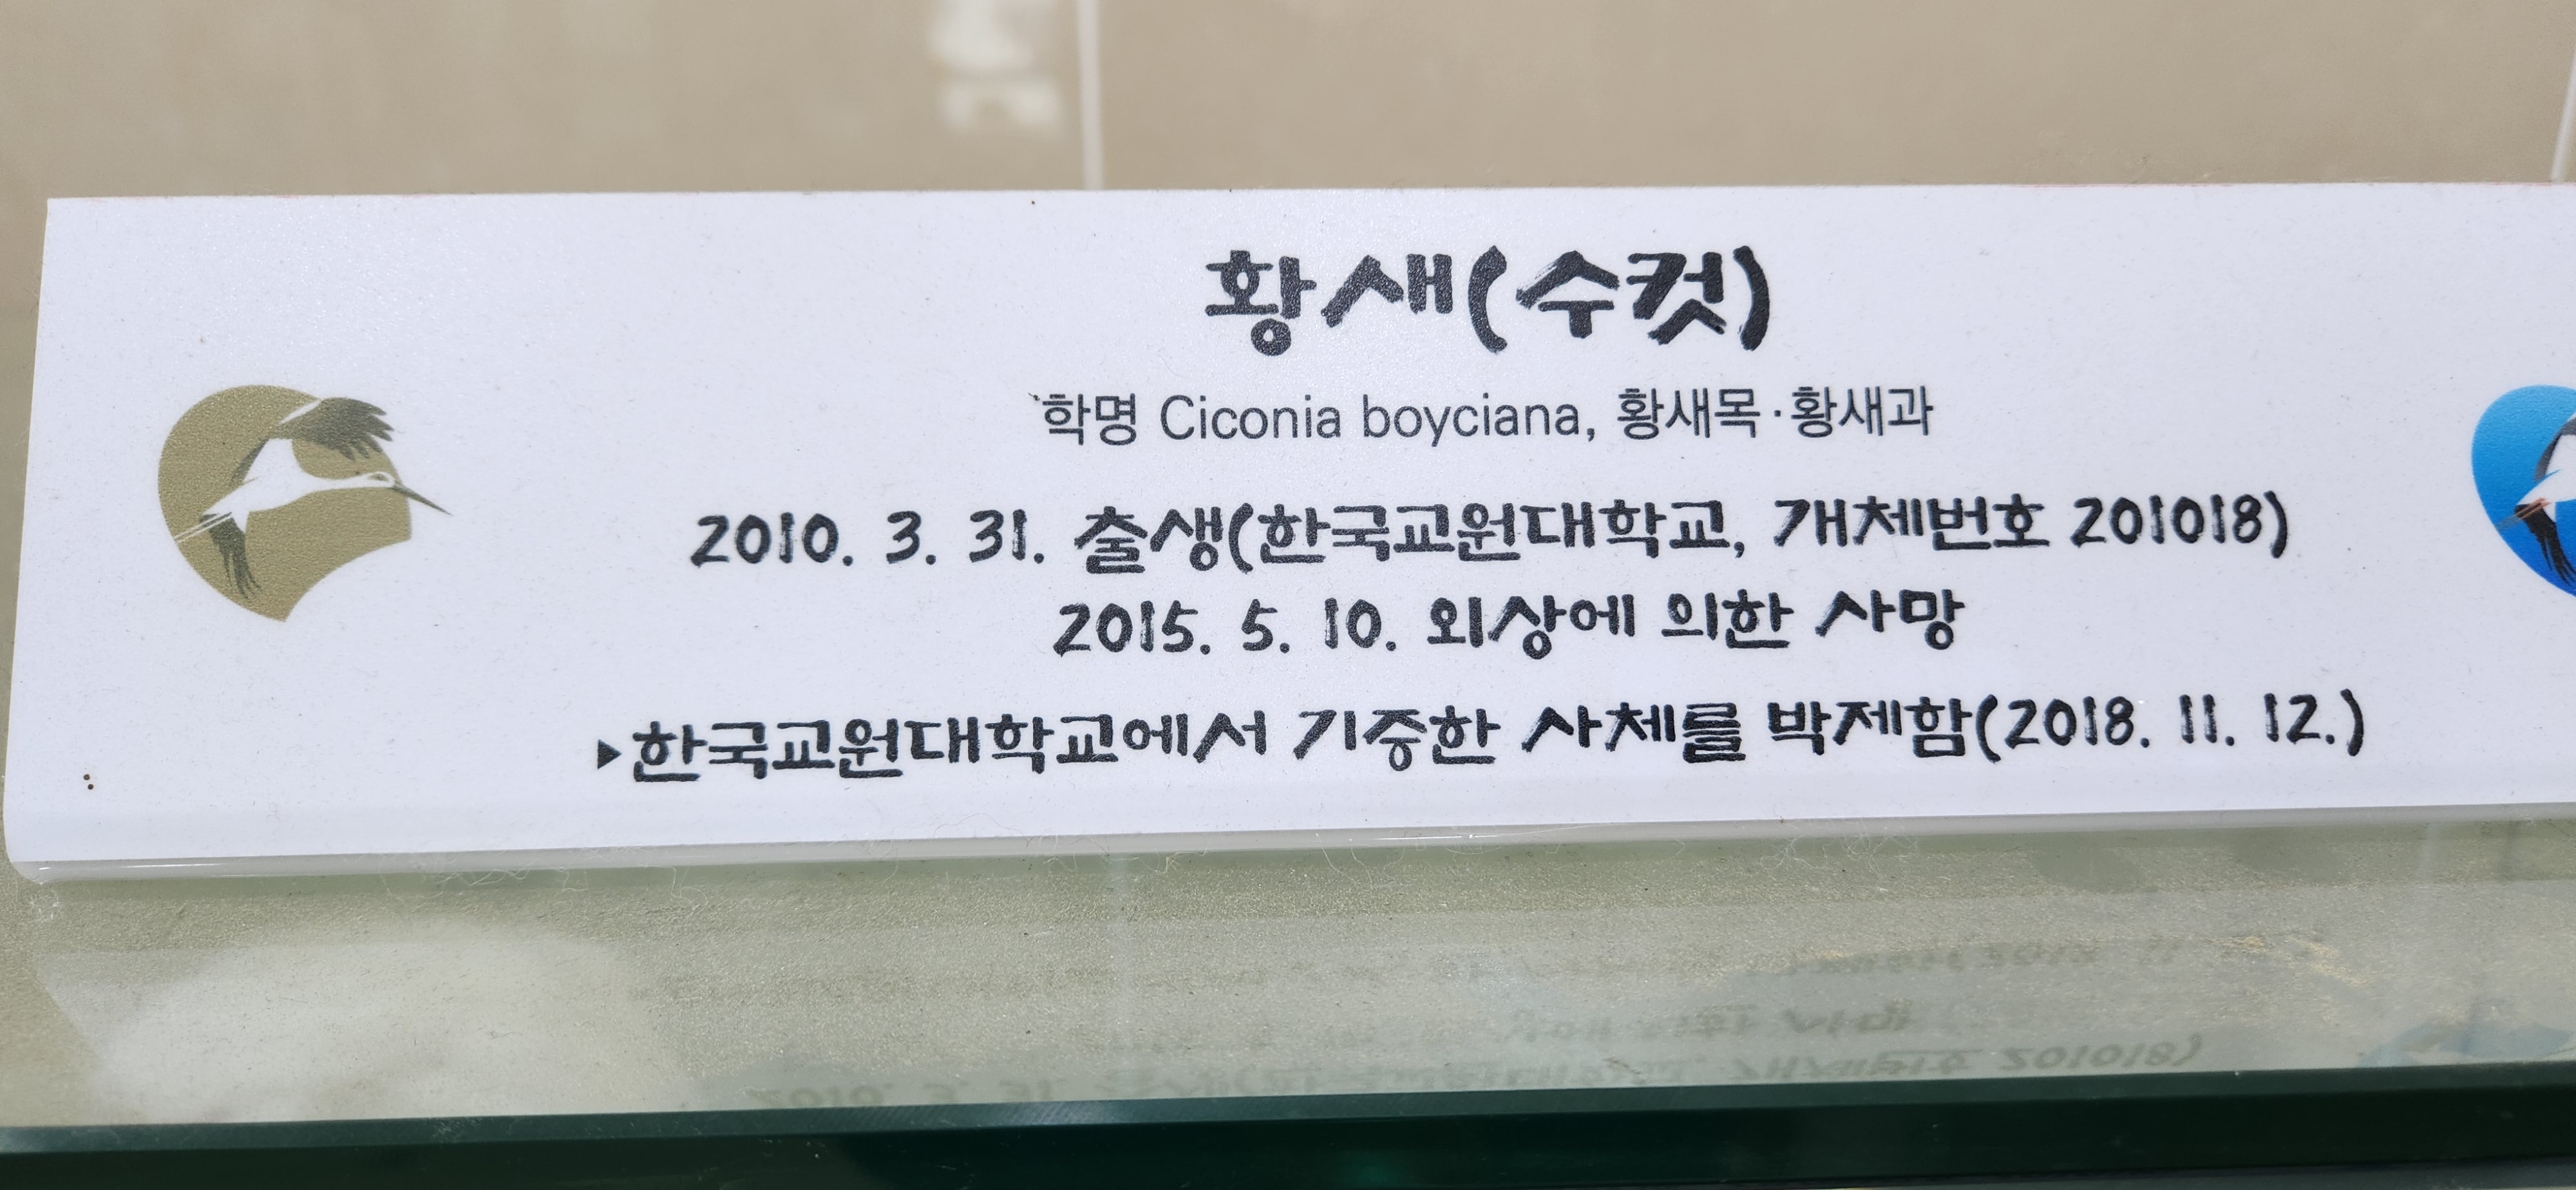 황새(수컷)
학명 Ciconia boyciana, 황새목·황새과
2010. 3. 31. 출생(한국교원대학교, 개체번호 201018)
2015. 5. 10. 외상에 의한 사망
▶한국교원대학교에서 기증한 사체를 박제함(2018. 11. 12.)